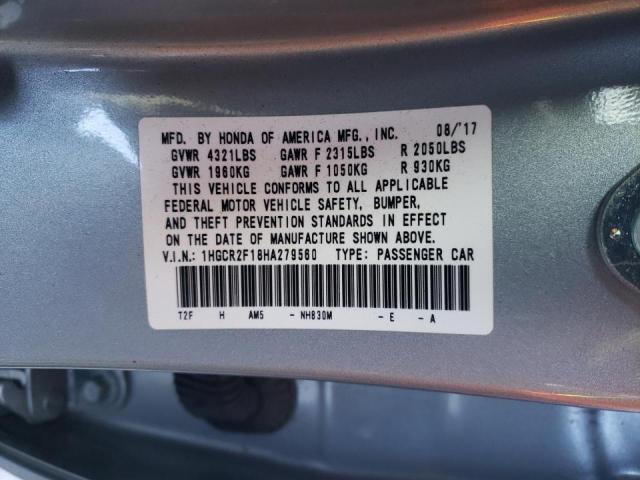 MFD. BY HONDA OF AMERICA MFG., INC. 08/'17
GVWR 4321LBS GAWR F 2315LBS R 2050LBS
GVWR 1960KG GAWR F 1050KG R 930KG
THIS VEHICLE CONFORMS TO ALL APPLICABLE
FEDERAL MOTOR VEHICLE SAFETY, BUMPER,
AND THEFT PREVENTION STANDARDS IN EFFECT
ON THE DATE OF MANUFACTURE SHOWN ABOVE.
V.I.N.: 1HGCR2F18HA279560 TYPE: PASSENGER CAR
T2F H AM5 - NH830M - E - A